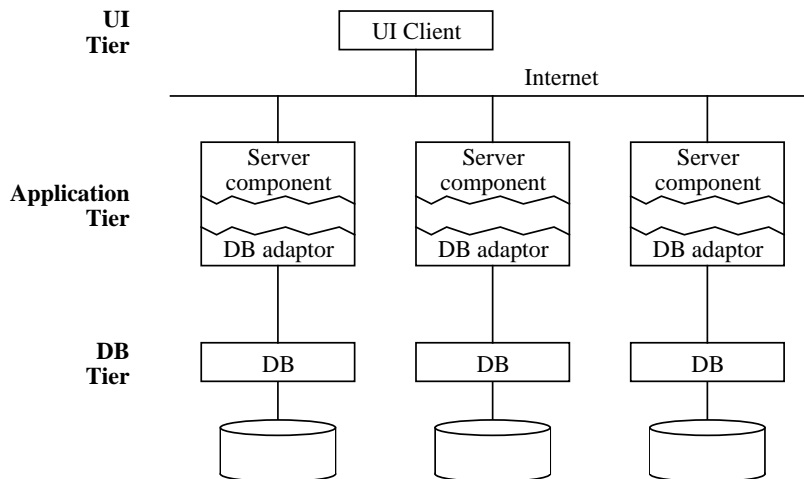 UI
Tier
UI Client
Internet
Application
Tier
Server
component
DB adaptor
Server
component
DB adaptor
Server
component
DB adaptor
DB
Tier
DB
DB
DB